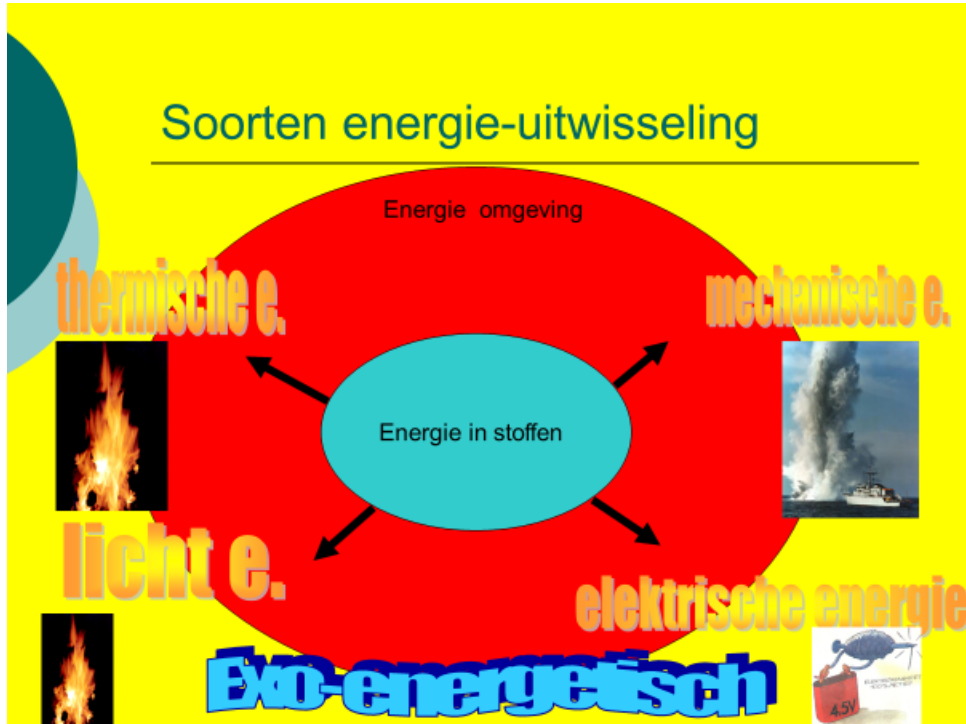 Soorten energie-uitwisseling
Energie omgeving
thermische e.
mechanische e.
Energie in stoffen
licht e.
elektrische energie
Exo-energetisch
4.5V